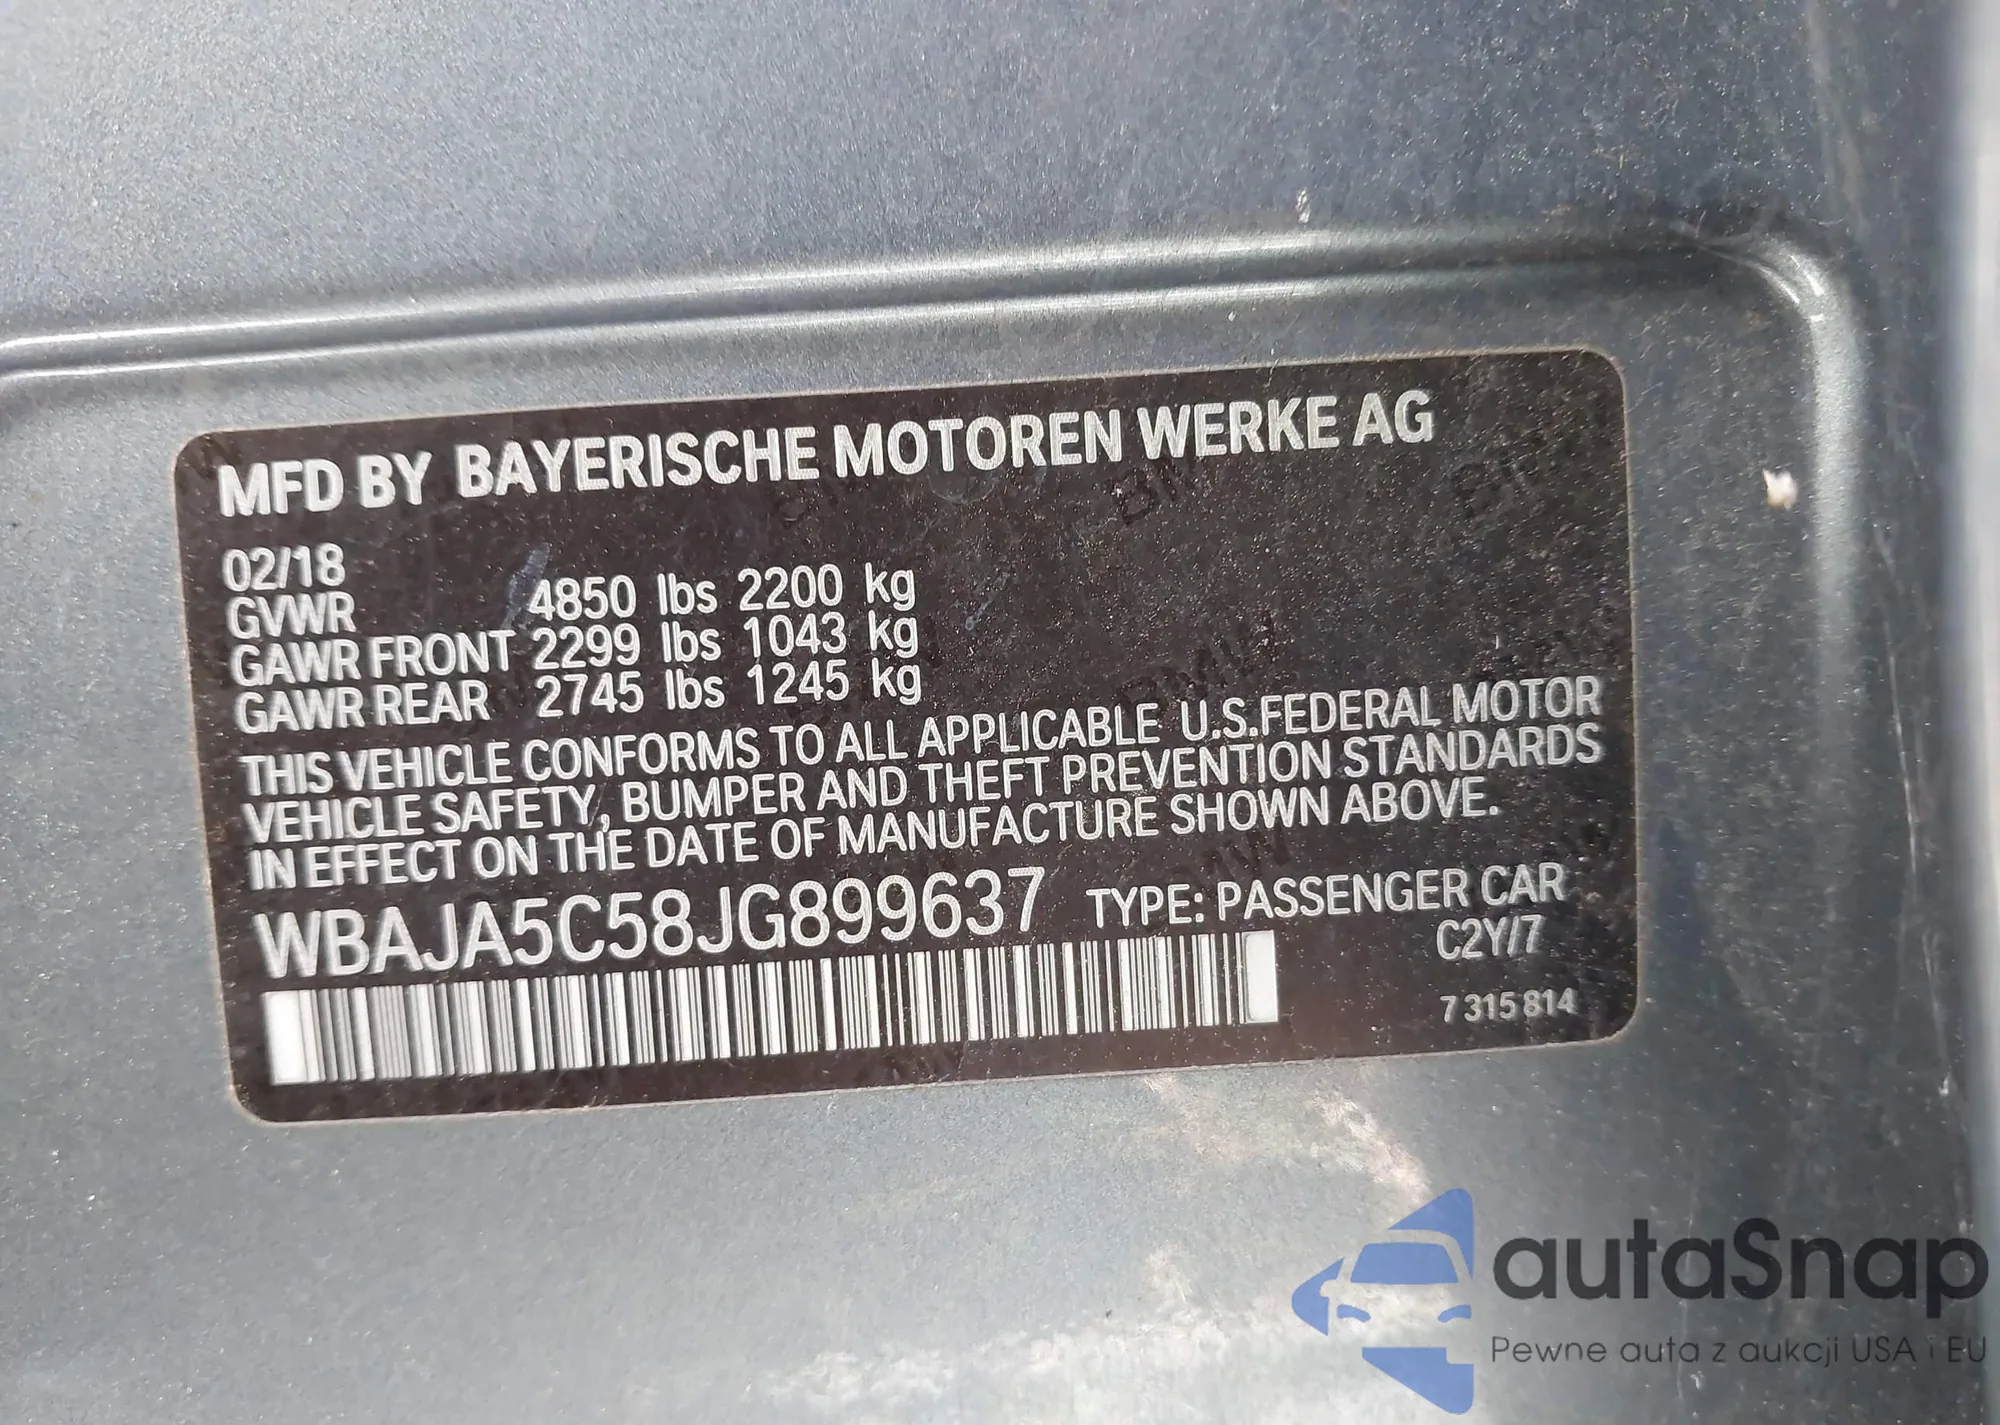 MFD BY BAYERISCHE MOTOREN WERKE AG
02/18
GVWR 4850 lbs 2200 kg
GAWR FRONT 2299 lbs 1043 kg
GAWR REAR 2745 lbs 1245 kg
THIS VEHICLE CONFORMS TO ALL APPLICABLE U.S.FEDERAL MOTOR
VEHICLE SAFETY, BUMPER AND THEFT PREVENTION STANDARDS
IN EFFECT ON THE DATE OF MANUFACTURE SHOWN ABOVE.
WBAJA5C58JG899637 TYPE: PASSENGER CAR
C2Y/7
7 315 814
autaSnap
Pewne auta z aukcji USA i EU